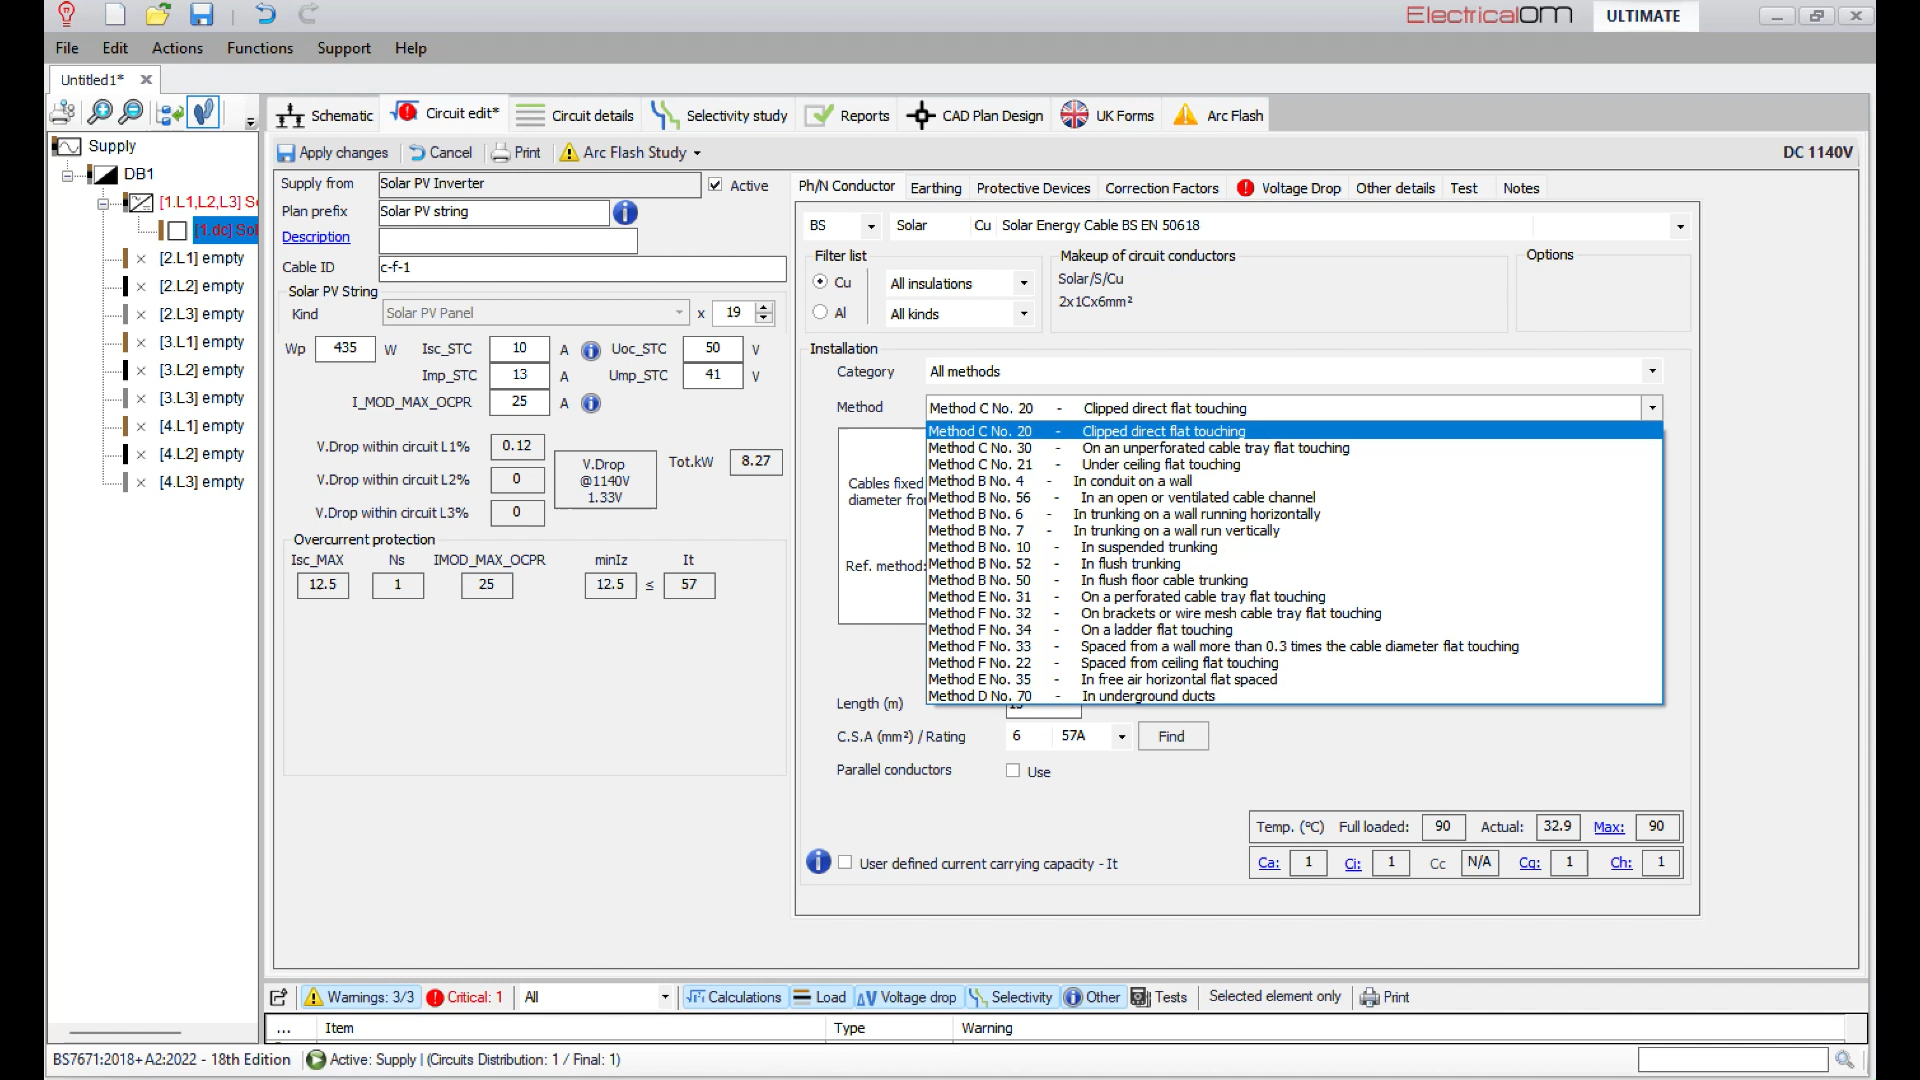 ElectricalOM ULTIMATE
File Edit Actions Functions Support Help
Untitled1*
Schematic Circuit edit* Circuit details Selectivity study Reports CAD Plan Design UK Forms Arc Flash
Supply
DB1
[1.L1,L2,L3] S
[1.dc] So
[2.L1] empty
[2.L2] empty
[2.L3] empty
[3.L1] empty
[3.L2] empty
[3.L3] empty
[4.L1] empty
[4.L2] empty
[4.L3] empty
Apply changes Cancel Print Arc Flash Study DC 1140V
Supply from Solar PV Inverter Active
Plan prefix Solar PV string
Description
Cable ID c-f-1
Solar PV String
Kind Solar PV Panel x 19
Wp 435 W Isc_STC 10 A Uoc_STC 50 V
Imp_STC 13 A Ump_STC 41 V
I_MOD_MAX_OCPR 25 A
V.Drop within circuit L1% 0.12
V.Drop within circuit L2% 0
V.Drop within circuit L3% 0
V.Drop
@1140V
1.33V
Tot.kW 8.27
Overcurrent protection
Isc_MAX Ns IMOD_MAX_OCPR minIz It
12.5 1 25 12.5 ≤ 57
Ph/N Conductor Earthing Protective Devices Correction Factors Voltage Drop Other details Test Notes
BS Solar Cu Solar Energy Cable BS EN 50618
Filter list
Cu All insulations
Al All kinds
Makeup of circuit conductors
Solar/S/Cu
2x1Cx6mm²
Options
Installation
Category All methods
Method Method C No. 20 - Clipped direct flat touching
Method C No. 20 - Clipped direct flat touching
Method C No. 30 - On an unperforated cable tray flat touching
Method C No. 21 - Under ceiling flat touching
Method B No. 4 - In conduit on a wall
Method B No. 56 - In an open or ventilated cable channel
Method B No. 6 - In trunking on a wall running horizontally
Method B No. 7 - In trunking on a wall run vertically
Method B No. 10 - In suspended trunking
Method B No. 52 - In flush trunking
Method B No. 50 - In flush floor cable trunking
Method E No. 31 - On a perforated cable tray flat touching
Method F No. 32 - On brackets or wire mesh cable tray flat touching
Method F No. 34 - On a ladder flat touching
Method F No. 33 - Spaced from a wall more than 0.3 times the cable diameter flat touching
Method F No. 22 - Spaced from ceiling flat touching
Method E No. 35 - In free air horizontal flat spaced
Method D No. 70 - In underground ducts
Cables fixed
diameter fro
Ref. method:
Length (m)
C.S.A (mm²) / Rating 6 57A Find
Parallel conductors Use
Temp. (°C) Full loaded: 90 Actual: 32.9 Max: 90
User defined current carrying capacity - It
Ca: 1 Ci: 1 Cc N/A Cg: 1 Ch: 1
Warnings: 3/3 Critical: 1 All Calculations Load Voltage drop Selectivity Other Tests Selected element only Print
... Item Type Warning
BS7671:2018+A2:2022 - 18th Edition Active: Supply | (Circuits Distribution: 1 / Final: 1)